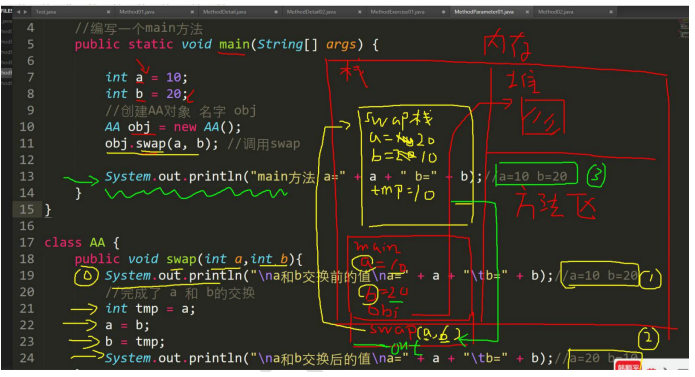 Test.java × Method01.java × MethodDetail.java × MethodDetail02.java × MethodExercise01.java × MethodParameter01.java × Method02.java ×
4 //编写一个main方法
5 public static void main(String[] args) {
6
7 int a = 10;
8 int b = 20;
9 //创建AA对象 名字 obj
10 AA obj = new AA();
11 obj.swap(a, b); //调用swap
12
13 System.out.println("main方法 a=" + a + " b=" + b);//a=10 b=20 ③
14 }
15 }
16
17 class AA {
18 public void swap(int a,int b){
19 System.out.println("\na和b交换前的值\na=" + a + "\tb=" + b);//a=10 b=20 ①
20 //完成了 a 和 b的交换
21 int tmp = a;
22 a = b;
23 b = tmp;
24 System.out.println("\na和b交换后的值\na=" + a + "\tb=" + b);//a=20 b=10
②
内存
栈
堆
swap栈
a=10 20
b=20 10
tmp=10
方法区
main
a=10
b=20
obj
swap(a,b)